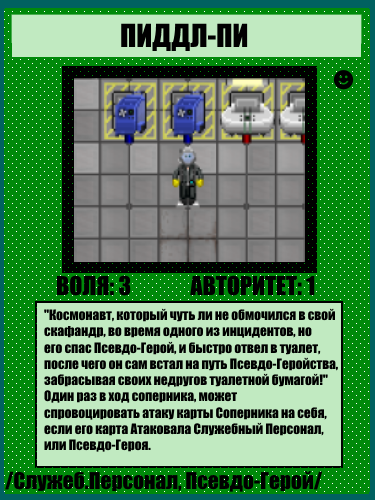 ПИДДЛ-ПИ
ВОЛЯ: 3 АВТОРИТЕТ: 1
"Космонавт, который чуть ли не обмочился в свой
скафандр, во время одного из инцидентов, но
его спас Псевдо-Герой, и быстро отвел в туалет,
после чего он сам встал на путь Псевдо-Геройства,
забрасывая своих недругов туалетной бумагой!"
Один раз в ход соперника, может
спровоцировать атаку карты Соперника на себя,
если его карта Атаковала Служебный Персонал,
или Псевдо-Героя.
/Служеб.Персонал, Псевдо-Герой/